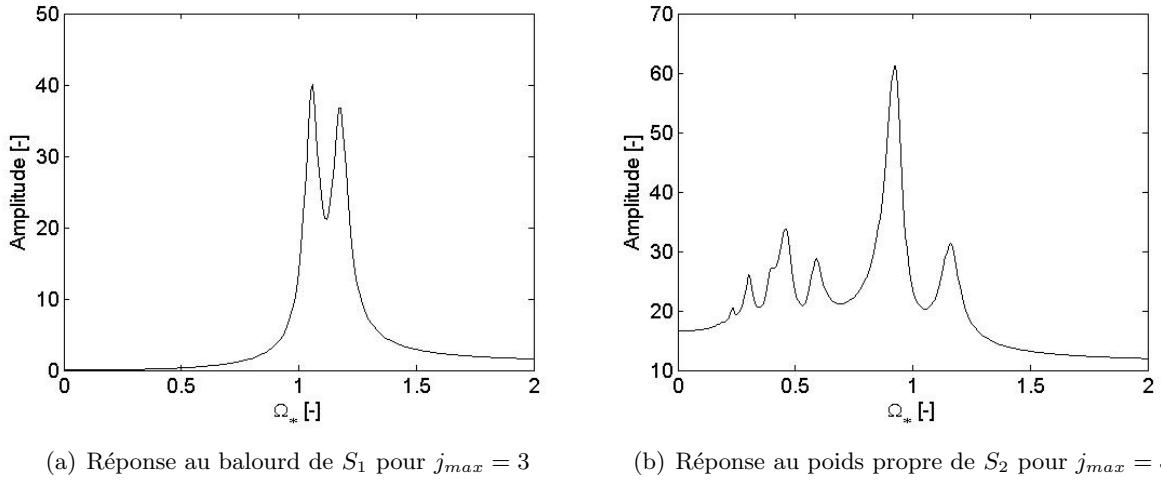 50
40
30
20
10
0
Amplitude [-]
0 0.5 1 1.5 2
Ω* [-]
70
60
50
40
30
20
10
Amplitude [-]
0 0.5 1 1.5 2
Ω* [-]
(a) Réponse au balourd de S1 pour jmax = 3
(b) Réponse au poids propre de S2 pour jmax =